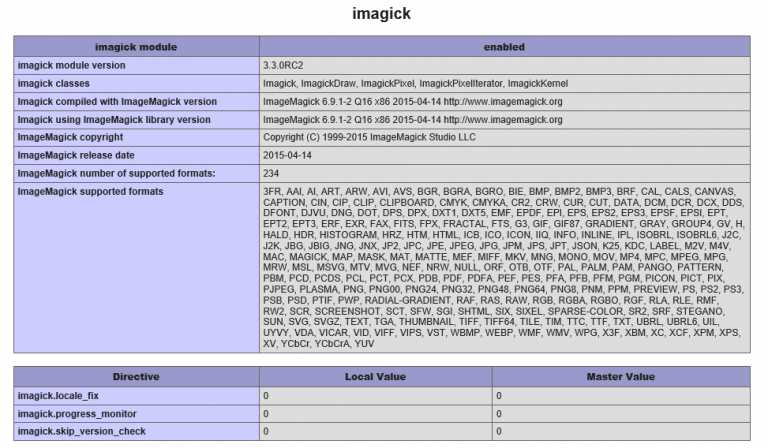 imagick
imagick module enabled
imagick module version 3.3.0RC2
imagick classes Imagick, ImagickDraw, ImagickPixel, ImagickPixelIterator, ImagickKernel
Imagick compiled with ImageMagick version ImageMagick 6.9.1-2 Q16 x86 2015-04-14 http://www.imagemagick.org
Imagick using ImageMagick library version ImageMagick 6.9.1-2 Q16 x86 2015-04-14 http://www.imagemagick.org
ImageMagick copyright Copyright (C) 1999-2015 ImageMagick Studio LLC
ImageMagick release date 2015-04-14
ImageMagick number of supported formats: 234
ImageMagick supported formats 3FR, AAI, AI, ART, ARW, AVI, AVS, BGR, BGRA, BGRO, BIE, BMP, BMP2, BMP3, BRF, CAL, CALS, CANVAS,
CAPTION, CIN, CIP, CLIP, CLIPBOARD, CMYK, CMYKA, CR2, CRW, CUR, CUT, DATA, DCM, DCR, DCX, DDS,
DFONT, DJVU, DNG, DOT, DPS, DPX, DXT1, DXT5, EMF, EPDF, EPI, EPS, EPS2, EPS3, EPSF, EPSI, EPT,
EPT2, EPT3, ERF, EXR, FAX, FITS, FPX, FRACTAL, FTS, G3, GIF, GIF87, GRADIENT, GRAY, GROUP4, GV, H,
HALD, HDR, HISTOGRAM, HRZ, HTM, HTML, ICB, ICO, ICON, IIQ, INFO, INLINE, IPL, ISOBRL, ISOBRL6, J2C,
J2K, JBG, JBIG, JNG, JNX, JP2, JPC, JPE, JPEG, JPG, JPM, JPS, JPT, JSON, K25, KDC, LABEL, M2V, M4V,
MAC, MAGICK, MAP, MASK, MAT, MATTE, MEF, MIFF, MKV, MNG, MONO, MOV, MP4, MPC, MPEG, MPG,
MRW, MSL, MSVG, MTV, MVG, NEF, NRW, NULL, ORF, OTB, OTF, PAL, PALM, PAM, PANGO, PATTERN,
PBM, PCD, PCDS, PCL, PCT, PCX, PDB, PDF, PDFA, PEF, PES, PFA, PFB, PFM, PGM, PICON, PICT, PIX,
PJPEG, PLASMA, PNG, PNG00, PNG24, PNG32, PNG48, PNG64, PNG8, PNM, PPM, PREVIEW, PS, PS2, PS3,
PSB, PSD, PTIF, PWP, RADIAL-GRADIENT, RAF, RAS, RAW, RGB, RGBA, RGBO, RGF, RLA, RLE, RMF,
RW2, SCR, SCREENSHOT, SCT, SFW, SGI, SHTML, SIX, SIXEL, SPARSE-COLOR, SR2, SRF, STEGANO,
SUN, SVG, SVGZ, TEXT, TGA, THUMBNAIL, TIFF, TIFF64, TILE, TIM, TTC, TTF, TXT, UBRL, UBRL6, UIL,
UYVY, VDA, VICAR, VID, VIFF, VIPS, VST, WBMP, WEBP, WMF, WMV, WPG, X3F, XBM, XC, XCF, XPM, XPS,
XV, YCbCr, YCbCrA, YUV
Directive Local Value Master Value
imagick.locale_fix 0 0
imagick.progress_monitor 0 0
imagick.skip_version_check 0 0